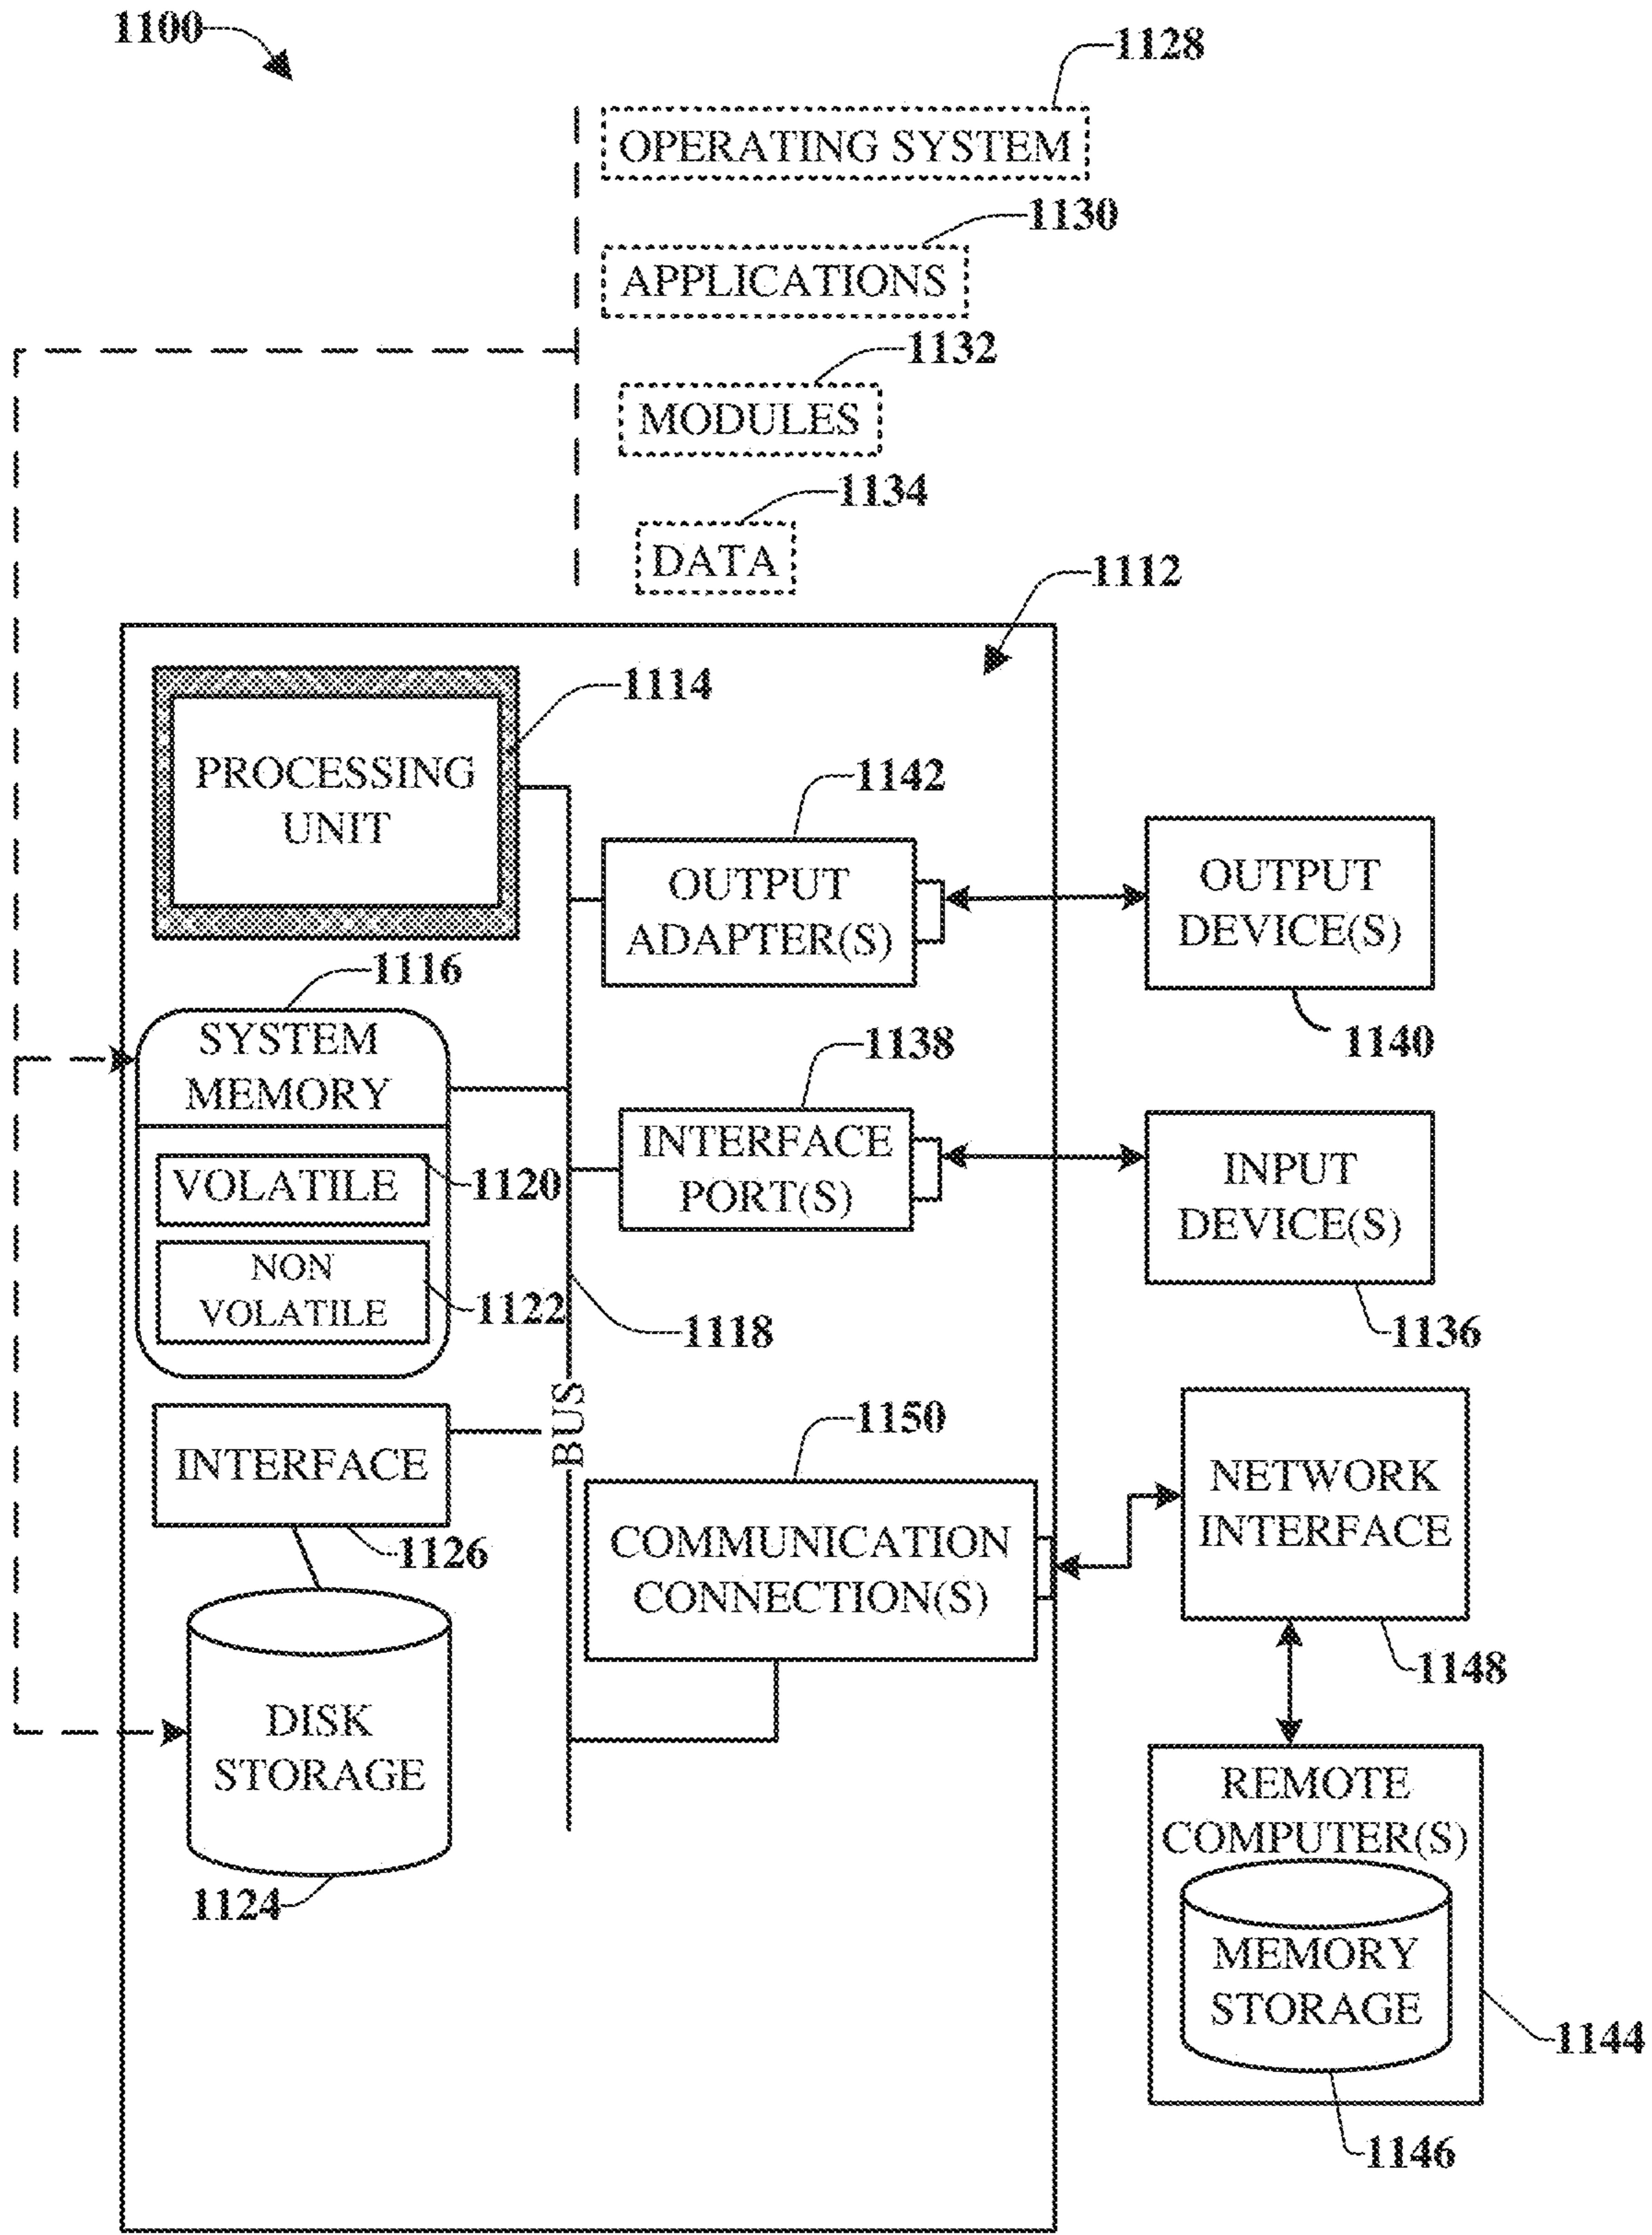 1100
1128
OPERATING SYSTEM
1130
APPLICATIONS
1132
MODULES
1134
DATA
1112
PROCESSING
UNIT
1114
1142
OUTPUT
ADAPTER(S)
OUTPUT
DEVICE(S)
1140
1116
SYSTEM
MEMORY
VOLATILE
1120
NON
VOLATILE
1122
1138
INTERFACE
PORT(S)
INPUT
DEVICE(S)
1136
1118
BUS
INTERFACE
1126
1150
COMMUNICATION
CONNECTION(S)
NETWORK
INTERFACE
1148
DISK
STORAGE
1124
REMOTE
COMPUTER(S)
MEMORY
STORAGE
1144
1146